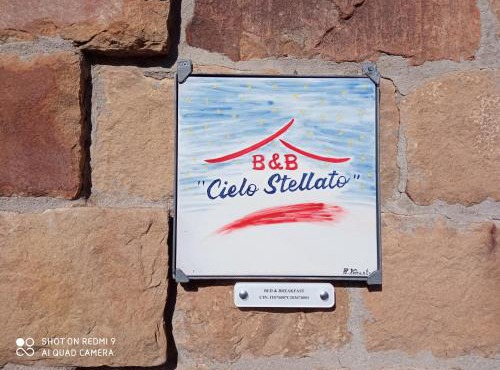 B&B
"Cielo Stellato"
BED & BREAKFAST
SHOT ON REDMI 9
AI QUAD CAMERA